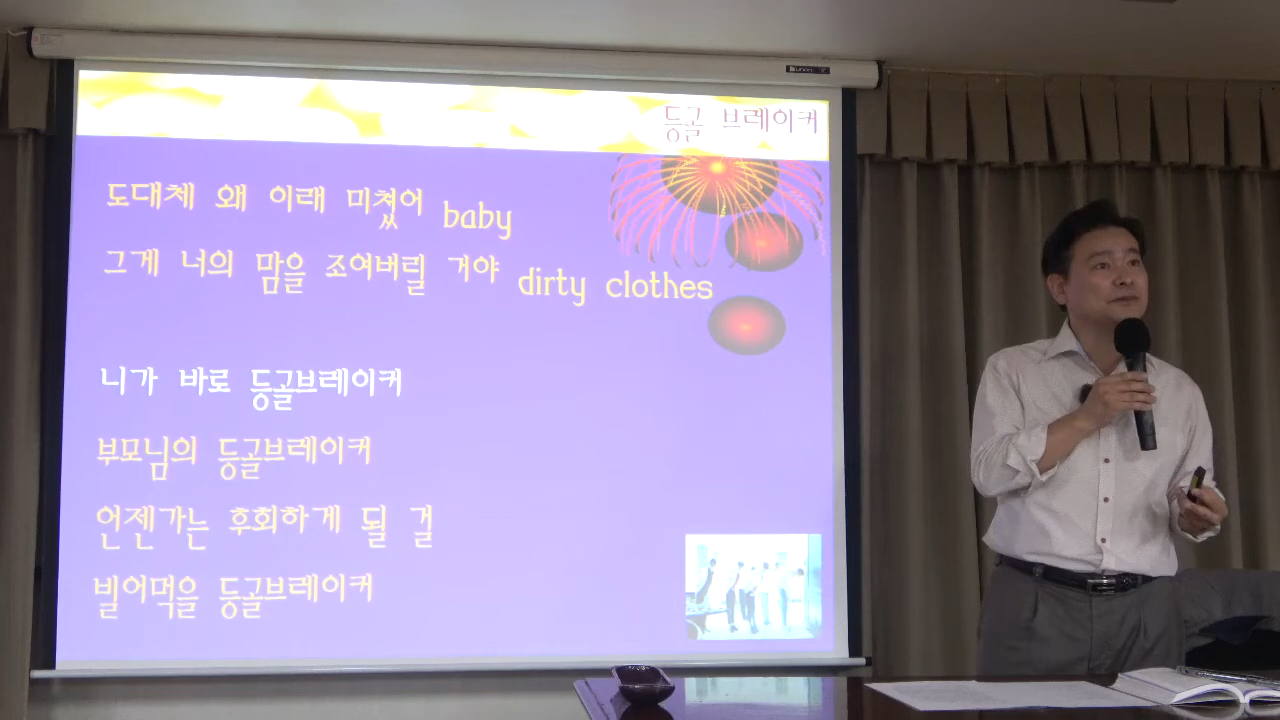 등골 브레이커
도대체 왜 이래 미쳤어 baby
그게 너의 맘을 조여버릴 거야 dirty clothes
니가 바로 등골브레이커
부모님의 등골브레이커
언젠가는 후회하게 될 걸
빌어먹을 등골브레이커